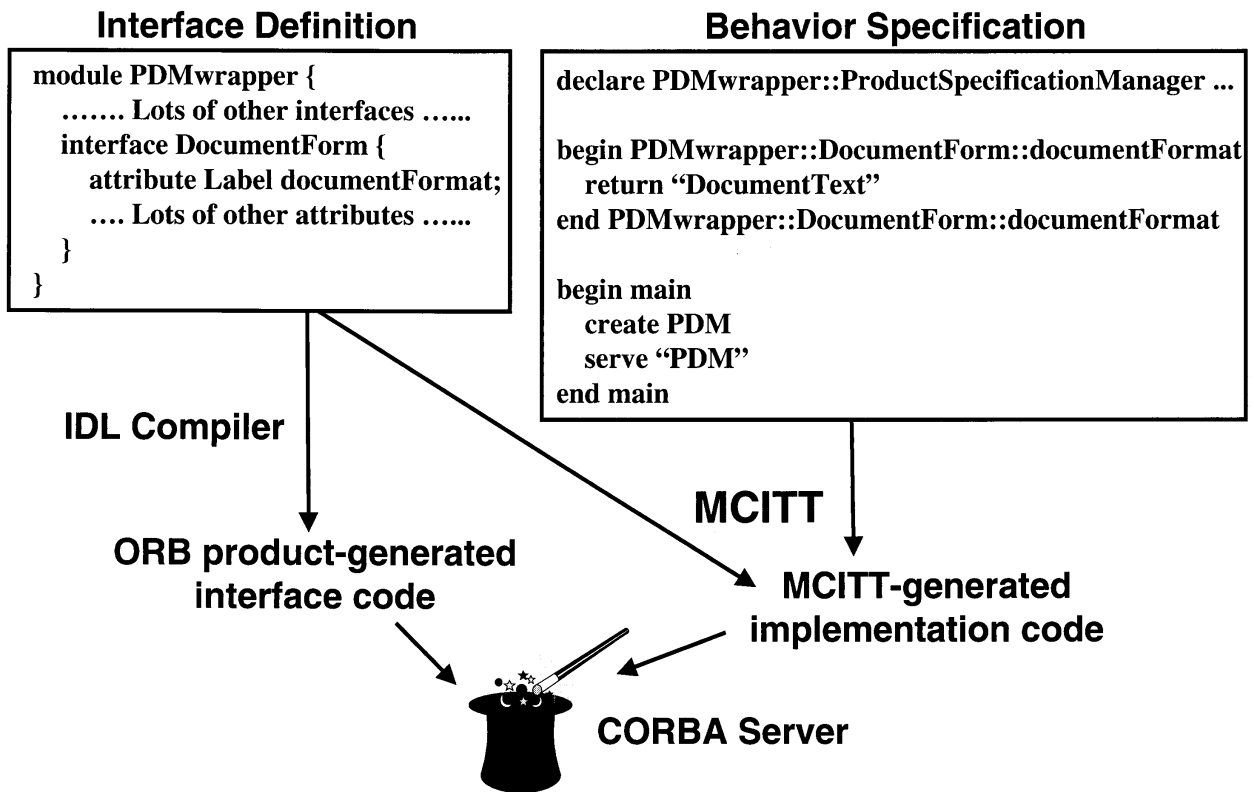 Interface Definition
module PDMwrapper {
……. Lots of other interfaces …...
interface DocumentForm {
attribute Label documentFormat;
…. Lots of other attributes …...
}
}
Behavior Specification
declare PDMwrapper::ProductSpecificationManager ...
begin PDMwrapper::DocumentForm::documentFormat
return “DocumentText”
end PDMwrapper::DocumentForm::documentFormat
begin main
create PDM
serve “PDM”
end main
IDL Compiler
MCITT
ORB product-generated
interface code
MCITT-generated
implementation code
CORBA Server